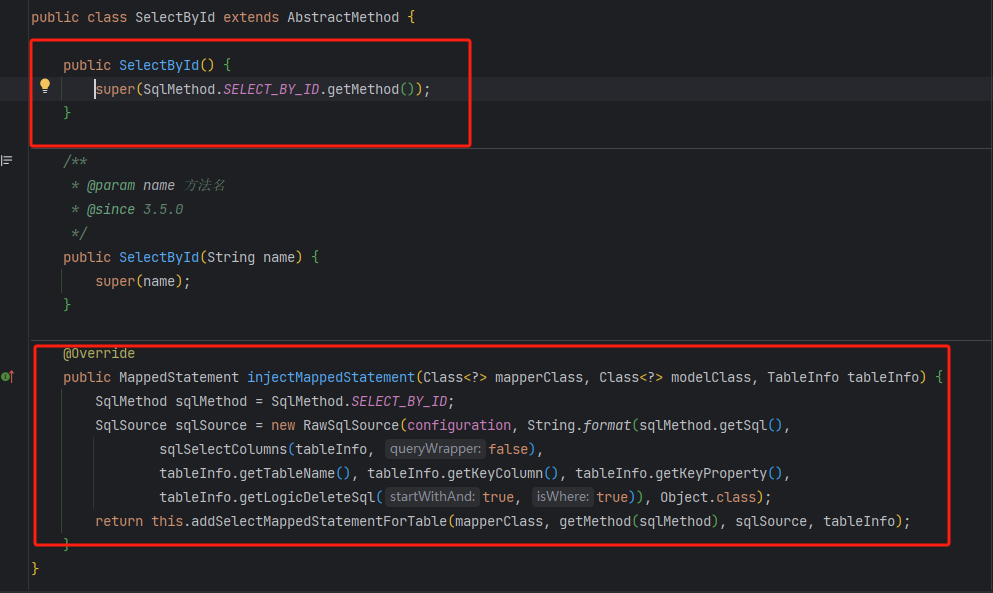 public class SelectById extends AbstractMethod {
public SelectById() {
super(SqlMethod.SELECT_BY_ID.getMethod());
}
/**
* @param name 方法名
* @since 3.5.0
*/
public SelectById(String name) {
super(name);
}
@Override
public MappedStatement injectMappedStatement(Class<?> mapperClass, Class<?> modelClass, TableInfo tableInfo) {
SqlMethod sqlMethod = SqlMethod.SELECT_BY_ID;
SqlSource sqlSource = new RawSqlSource(configuration, String.format(sqlMethod.getSql(),
sqlSelectColumns(tableInfo, queryWrapper: false),
tableInfo.getTableName(), tableInfo.getKeyColumn(), tableInfo.getKeyProperty(),
tableInfo.getLogicDeleteSql( startWithAnd: true, isWhere: true)), Object.class);
return this.addSelectMappedStatementForTable(mapperClass, getMethod(sqlMethod), sqlSource, tableInfo);
}
}